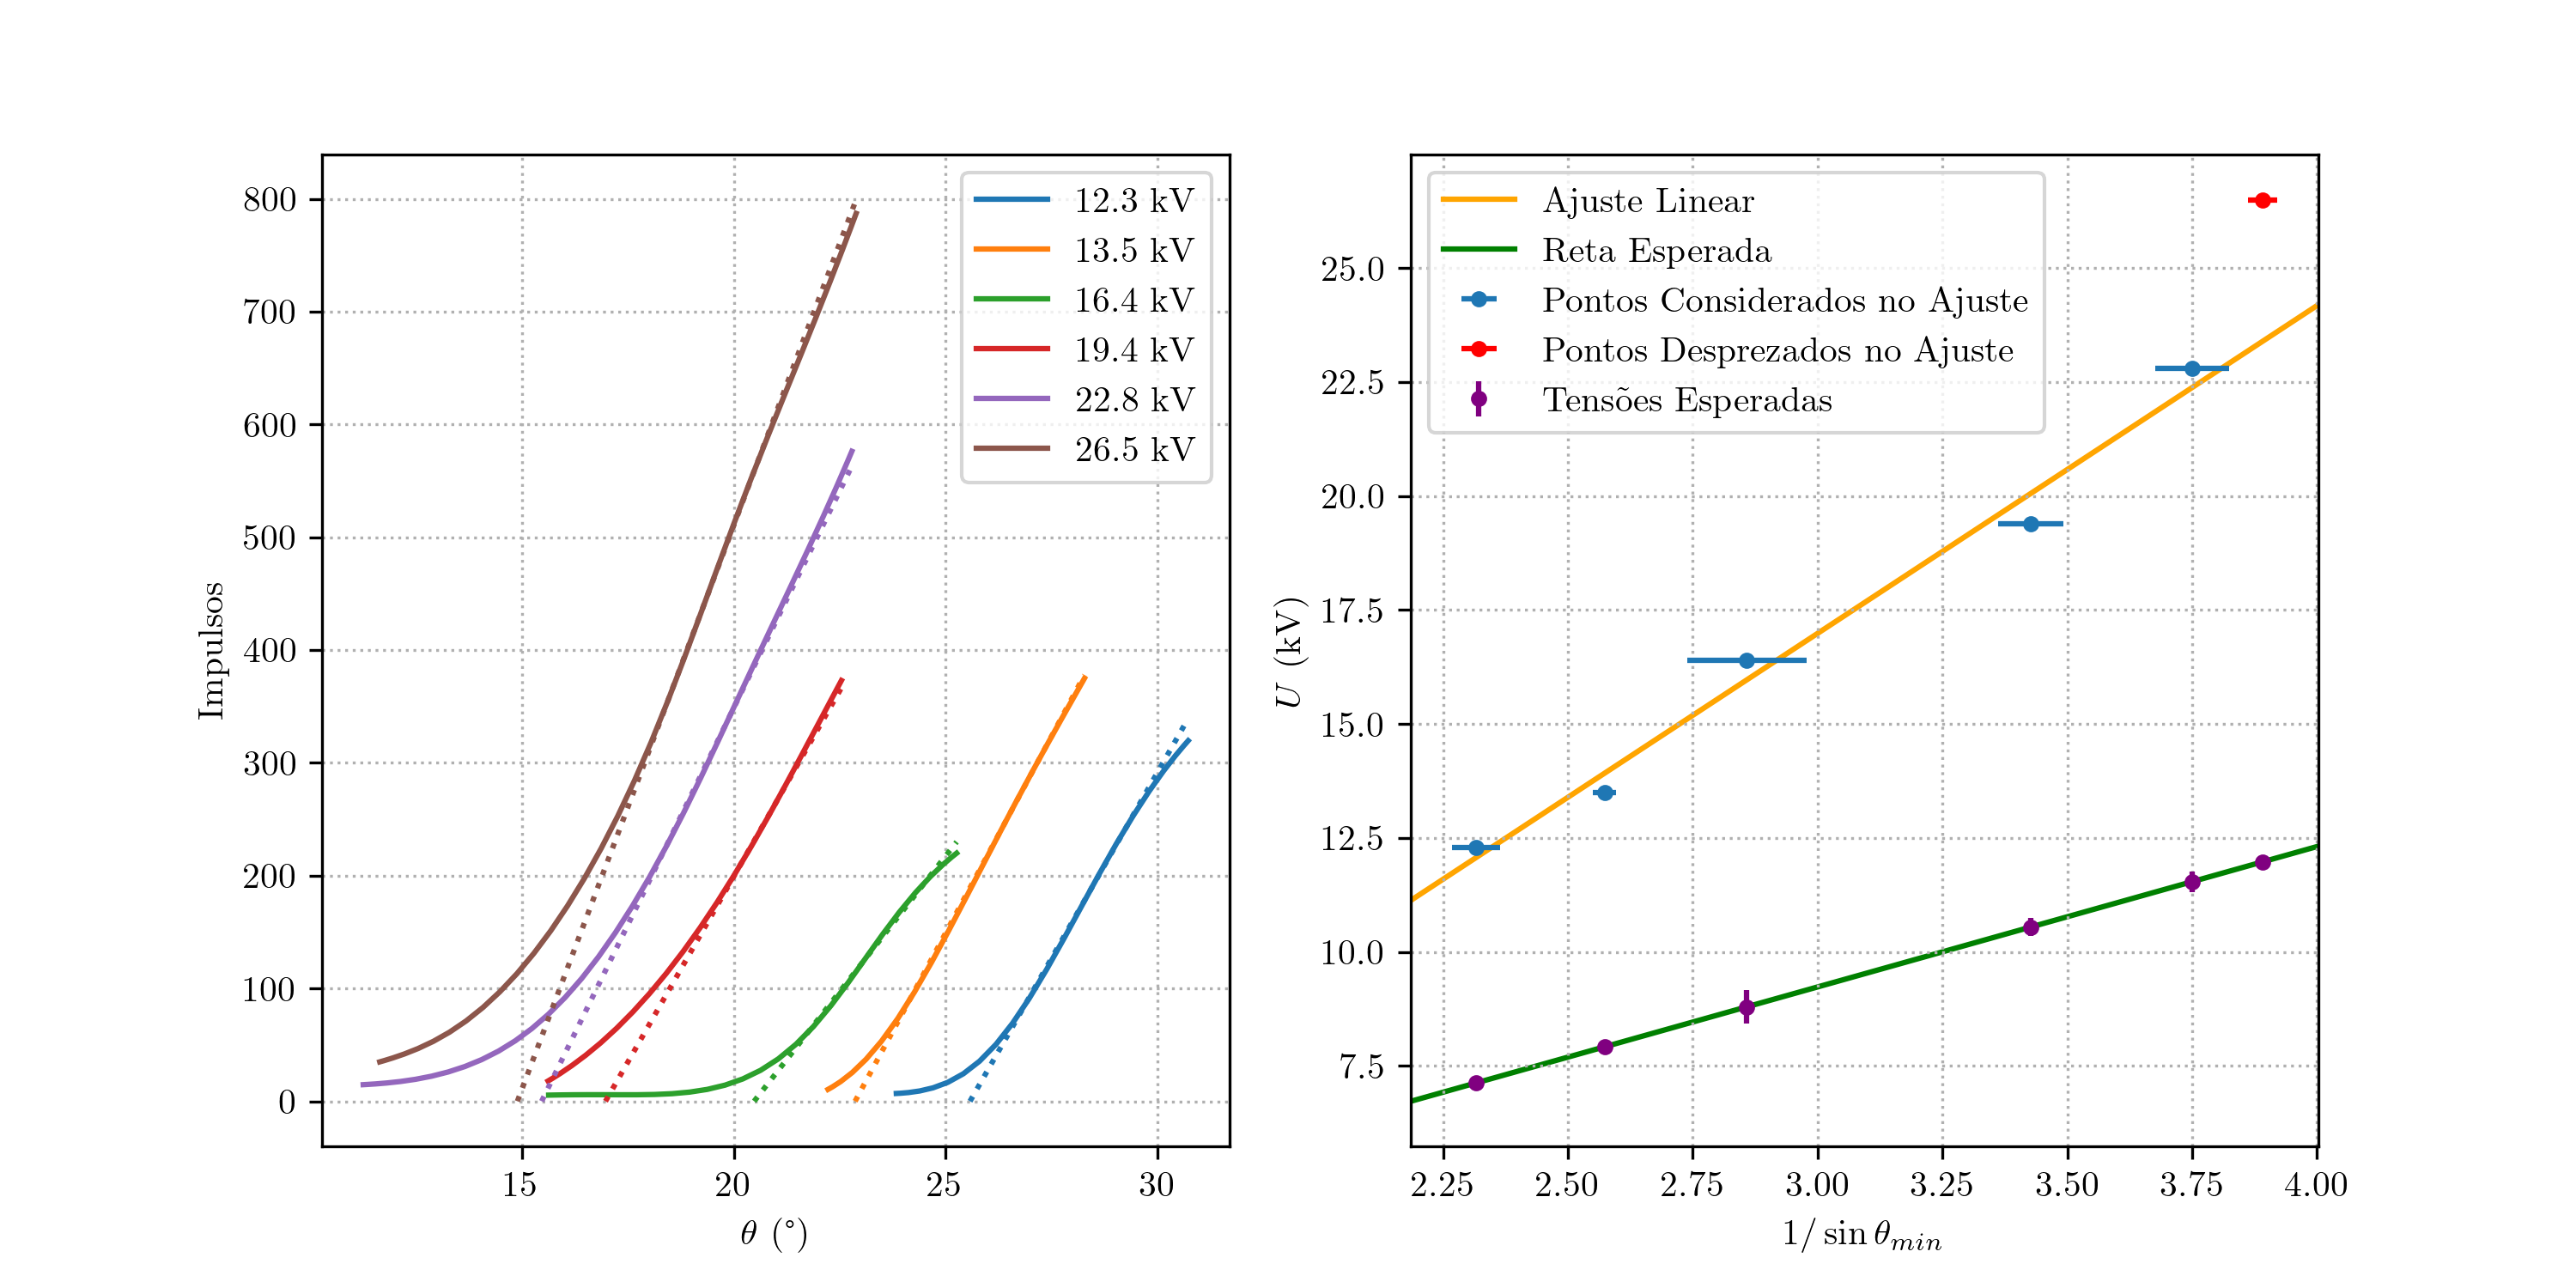 800
700
600
500
400
300
200
100
0
Impulsos
15 20 25 30
θ (°)
12.3 kV
13.5 kV
16.4 kV
19.4 kV
22.8 kV
26.5 kV
25.0
22.5
20.0
17.5
15.0
12.5
10.0
7.5
U (kV)
2.25 2.50 2.75 3.00 3.25 3.50 3.75 4.00
1/ sin θ_min
Ajuste Linear
Reta Esperada
Pontos Considerados no Ajuste
Pontos Desprezados no Ajuste
Tensões Esperadas